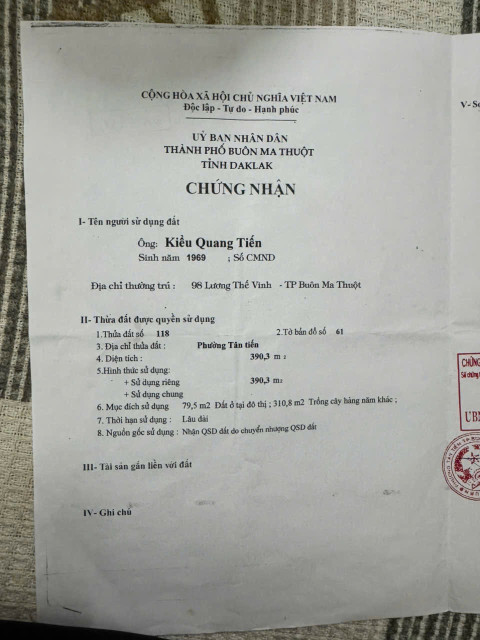 CỘNG HÒA XÃ HỘI CHỦ NGHĨA VIỆT NAM
Độc lập - Tự do - Hạnh phúc
UỶ BAN NHÂN DÂN
THÀNH PHỐ BUÔN MA THUỘT
TỈNH DAKLAK
CHỨNG NHẬN
I- Tên người sử dụng đất
Ông: Kiều Quang Tiến
Sinh năm 1969 ; Số CMND
Địa chỉ thường trú : 98 Lương Thế Vinh - TP Buôn Ma Thuột
II- Thửa đất được quyền sử dụng
1.Thửa đất số 118 2.Tờ bản đồ số 61
3. Địa chỉ thửa đất : Phường Tân tiến
4. Diện tích : 390,3 m2
5.Hình thức sử dụng:
+ Sử dụng riêng 390,3 m2
+ Sử dụng chung
6. Mục đích sử dụng 79,5 m2 Đất ở tại đô thị ; 310,8 m2 Trồng cây hàng năm khác ;
7. Thời hạn sử dụng : Lâu dài
8. Nguồn gốc sử dụng : Nhận QSD đất do chuyển nhượng QSD đất
III- Tài sản gắn liền với đất
IV- Ghi chú
V- Số
CHỨNG
UBN